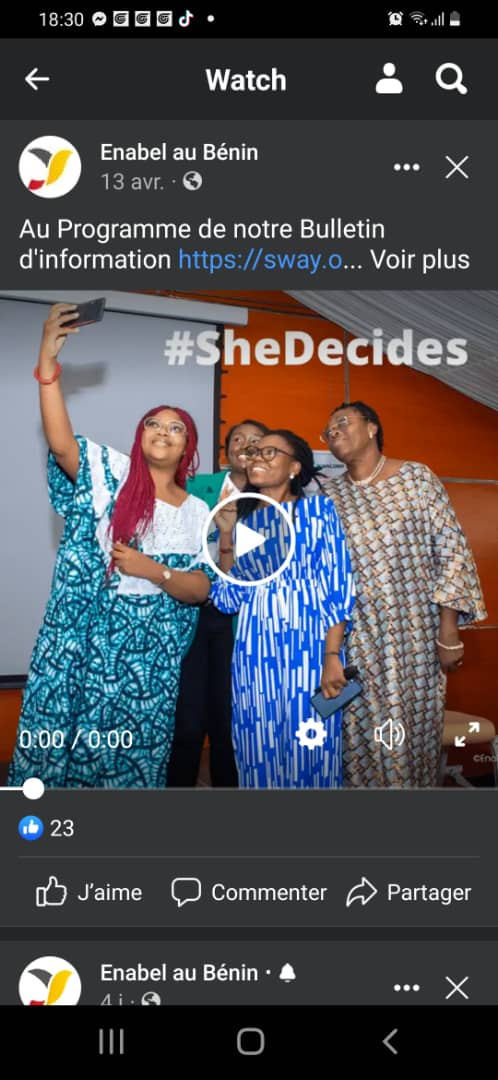 18:30
Watch
Enabel au Bénin
13 avr. ·
Au Programme de notre Bulletin
d'information https://sway.o... Voir plus
#SheDecides
0:00 / 0:00
©Ena
23
J'aime
Commenter
Partager
Enabel au Bénin ·
4 j ·